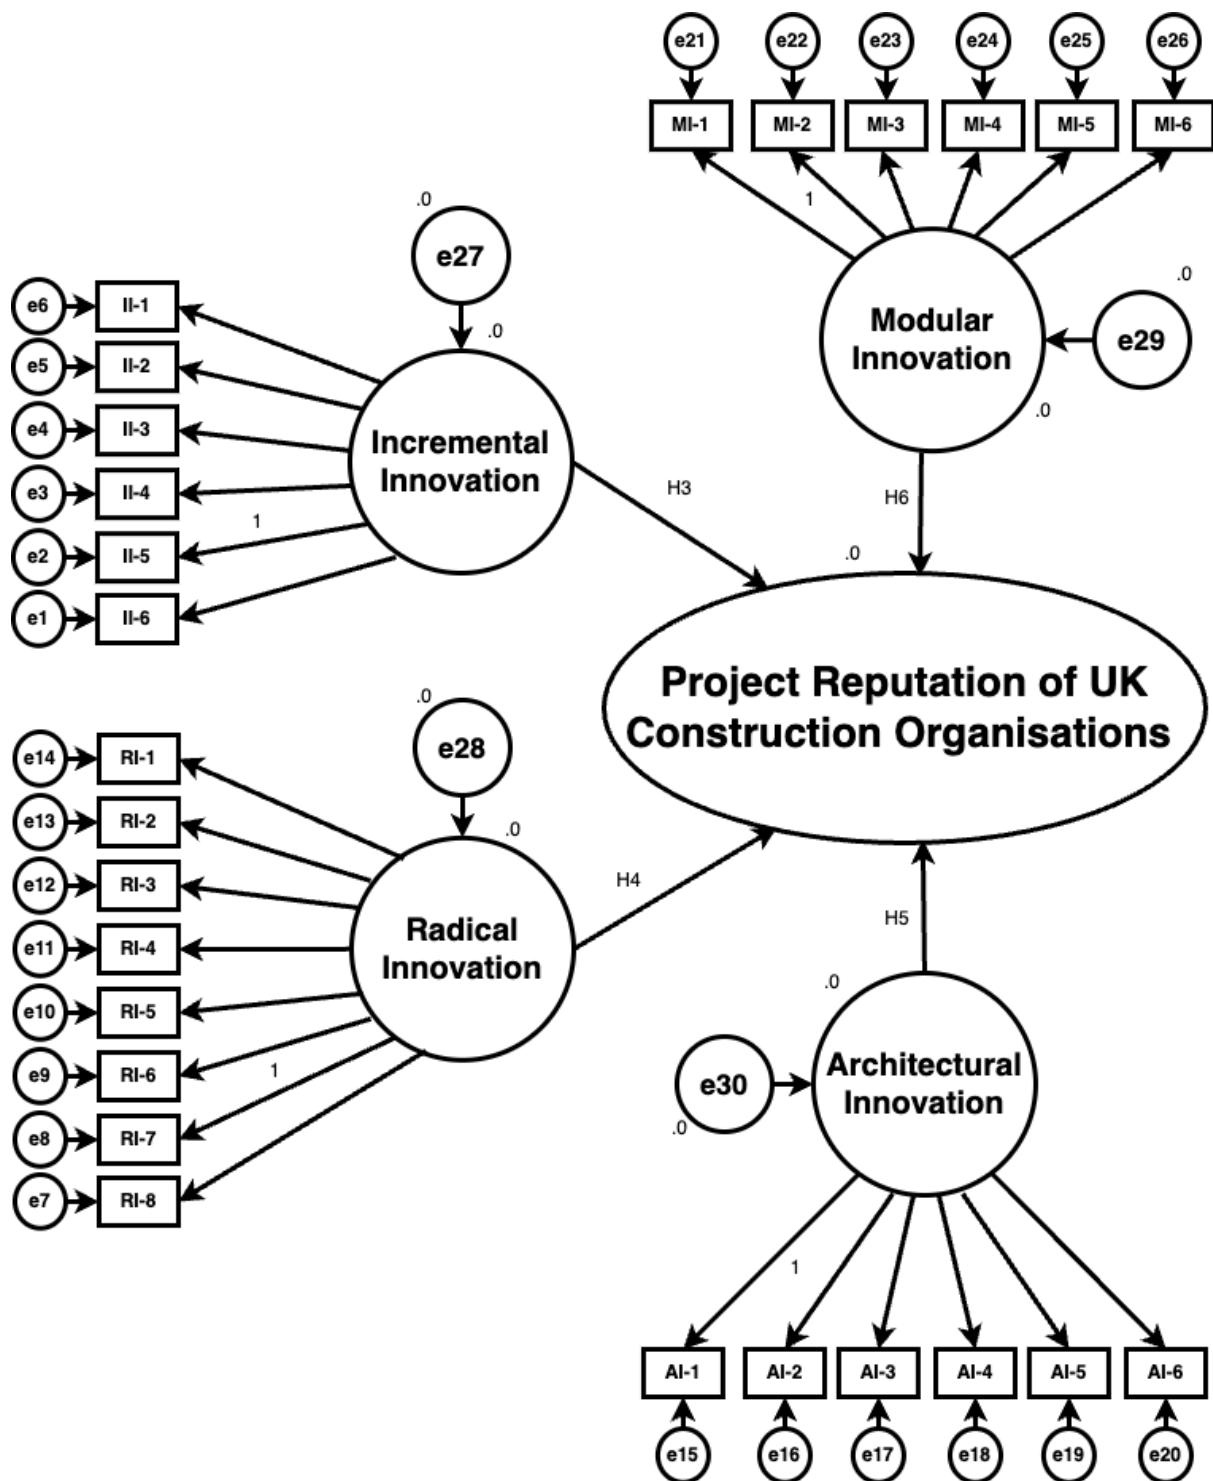 e21
e22
e23
e24
e25
e26
MI-1
MI-2
MI-3
MI-4
MI-5
MI-6
1
.0
e27
.0
Modular
Innovation
.0
e29
.0
e6
II-1
e5
II-2
e4
II-3
e3
II-4
1
e2
II-5
e1
II-6
Incremental
Innovation
H3
H6
.0
Project Reputation of UK
Construction Organisations
.0
e28
.0
e14
RI-1
e13
RI-2
e12
RI-3
e11
RI-4
e10
RI-5
e9
RI-6
1
e8
RI-7
e7
RI-8
Radical
Innovation
H4
H5
.0
e30
.0
Architectural
Innovation
1
AI-1
AI-2
AI-3
AI-4
AI-5
AI-6
e15
e16
e17
e18
e19
e20